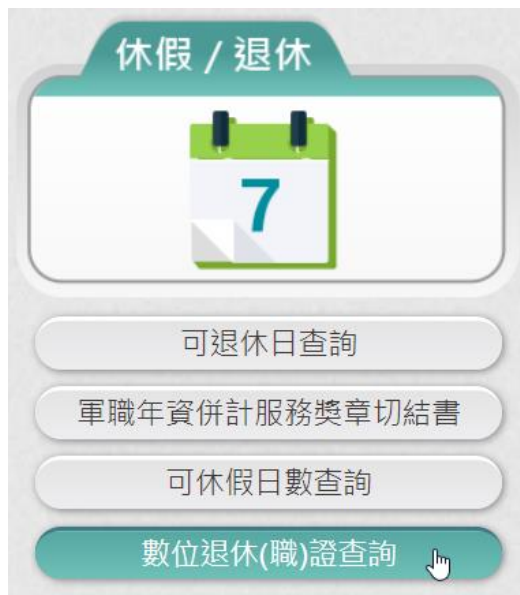 休假 / 退休
7
可退休日查詢
軍職年資併計服務獎章切結書
可休假日數查詢
數位退休(職)證查詢